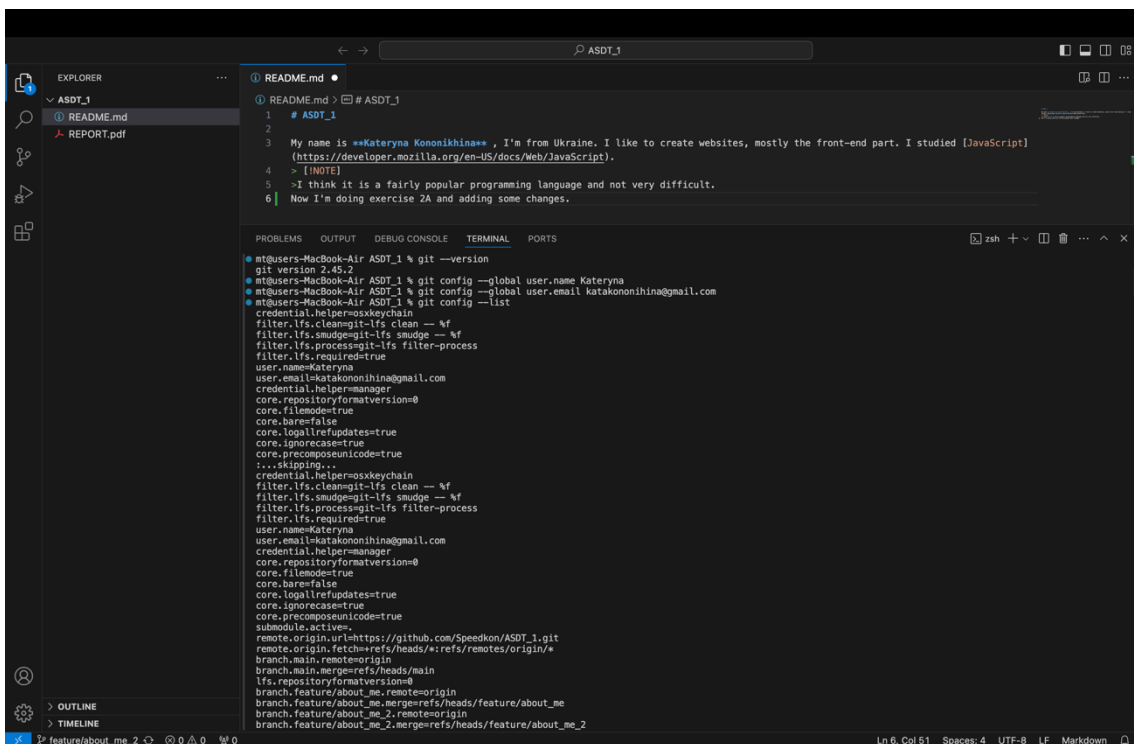 ASDT_1
EXPLORER
ASDT_1
README.md
REPORT.pdf
OUTLINE
TIMELINE
README.md
README.md > # ASDT_1
1 # ASDT_1
2
3 My name is **Kateryna Kononikhina** , I'm from Ukraine. I like to create websites, mostly the front-end part. I studied [JavaScript]
(https://developer.mozilla.org/en-US/docs/Web/JavaScript).
4 > [!NOTE]
5 >I think it is a fairly popular programming language and not very difficult.
6 Now I'm doing exercise 2A and adding some changes.
PROBLEMS OUTPUT DEBUG CONSOLE TERMINAL PORTS
zsh
mt@users-MacBook-Air ASDT_1 % git --version
git version 2.45.2
mt@users-MacBook-Air ASDT_1 % git config --global user.name Kateryna
mt@users-MacBook-Air ASDT_1 % git config --global user.email katakononihina@gmail.com
mt@users-MacBook-Air ASDT_1 % git config --list
credential.helper=osxkeychain
filter.lfs.clean=git-lfs clean -- %f
filter.lfs.smudge=git-lfs smudge -- %f
filter.lfs.process=git-lfs filter-process
filter.lfs.required=true
user.name=Kateryna
user.email=katakononihina@gmail.com
credential.helper=manager
core.repositoryformatversion=0
core.filemode=true
core.bare=false
core.logallrefupdates=true
core.ignorecase=true
core.precomposeunicode=true
:...skipping...
credential.helper=osxkeychain
filter.lfs.clean=git-lfs clean -- %f
filter.lfs.smudge=git-lfs smudge -- %f
filter.lfs.process=git-lfs filter-process
filter.lfs.required=true
user.name=Kateryna
user.email=katakononihina@gmail.com
credential.helper=manager
core.repositoryformatversion=0
core.filemode=true
core.bare=false
core.logallrefupdates=true
core.ignorecase=true
core.precomposeunicode=true
submodule.active=.
remote.origin.url=https://github.com/Speedkon/ASDT_1.git
remote.origin.fetch=+refs/heads/*:refs/remotes/origin/*
branch.main.remote=origin
branch.main.merge=refs/heads/main
lfs.repositoryformatversion=0
branch.feature/about_me.remote=origin
branch.feature/about_me.merge=refs/heads/feature/about_me
branch.feature/about_me_2.remote=origin
branch.feature/about_me_2.merge=refs/heads/feature/about_me_2
feature/about_me_2 0 0 0 Ln 6, Col 51 Spaces: 4 UTF-8 LF Markdown